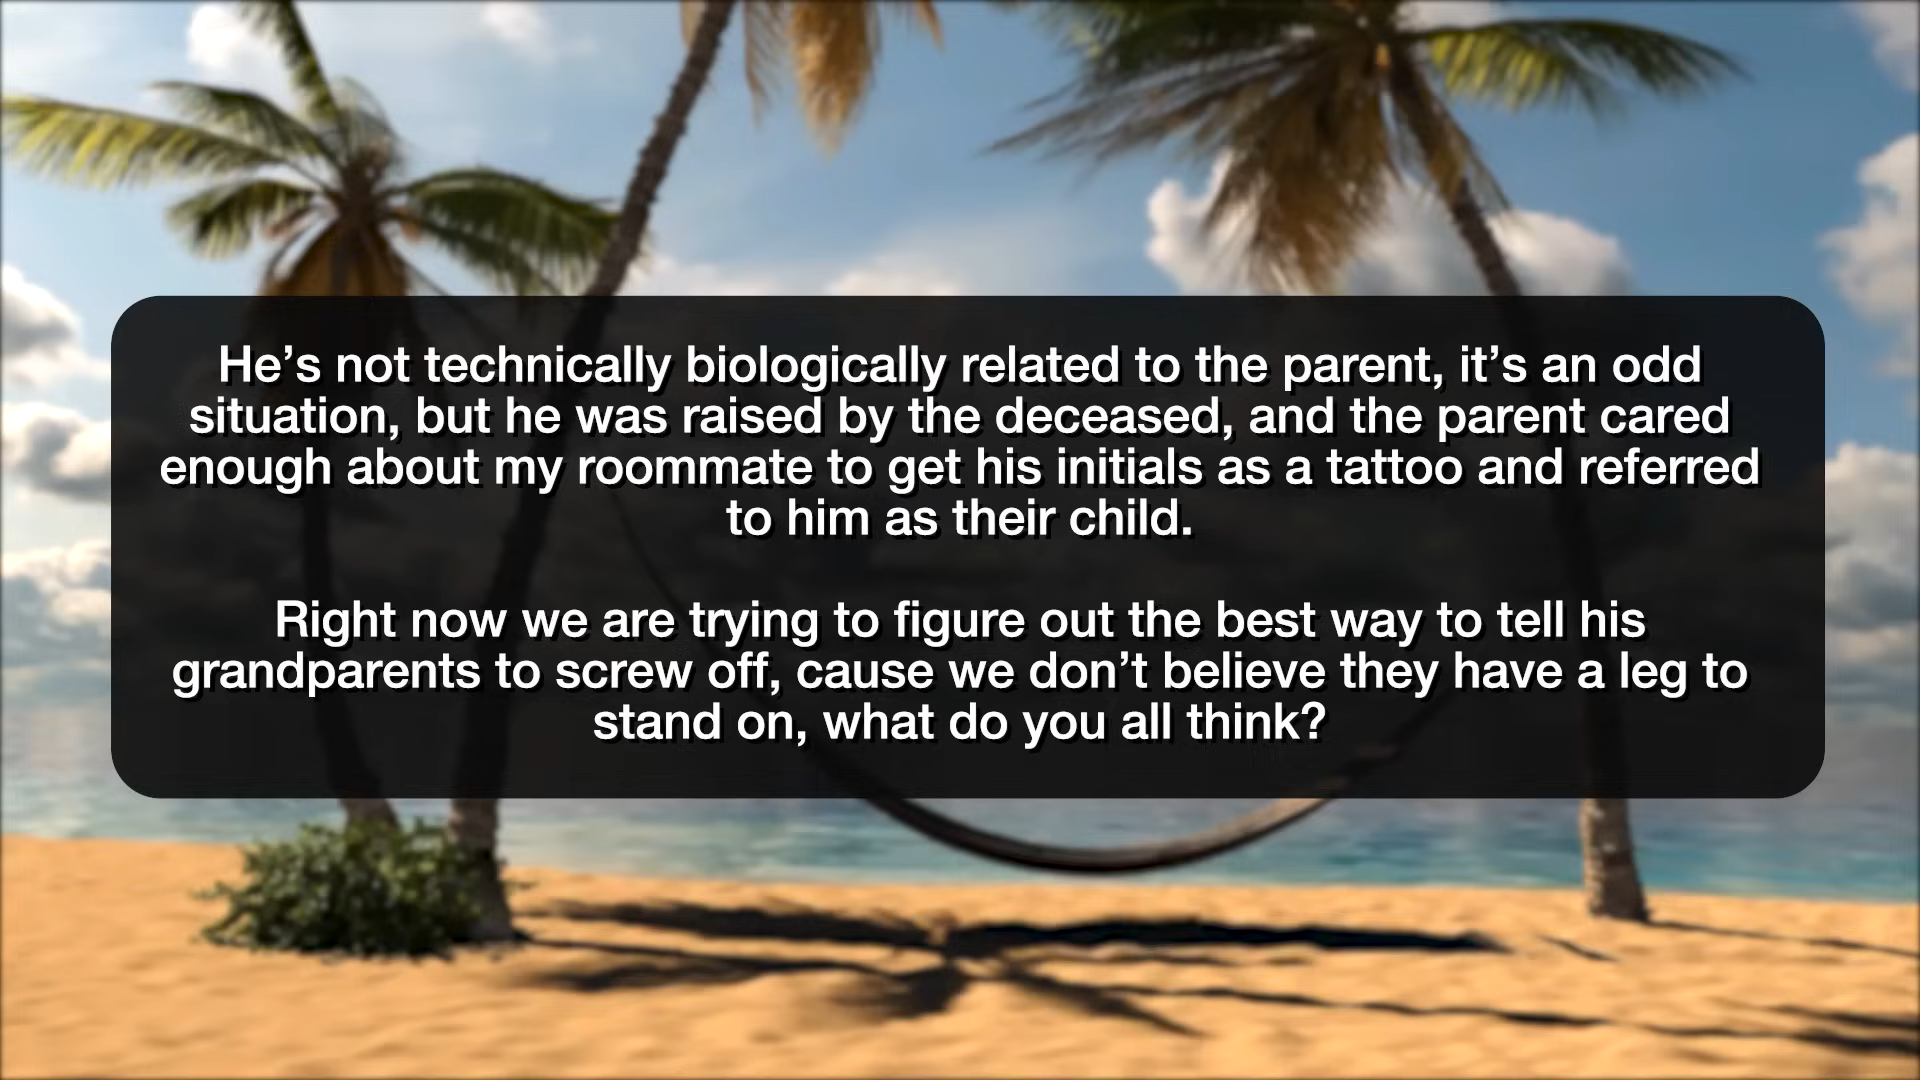 He’s not technically biologically related to the parent, it’s an odd
situation, but he was raised by the deceased, and the parent cared
enough about my roommate to get his initials as a tattoo and referred
to him as their child.
Right now we are trying to figure out the best way to tell his
grandparents to screw off, cause we don’t believe they have a leg to
stand on, what do you all think?